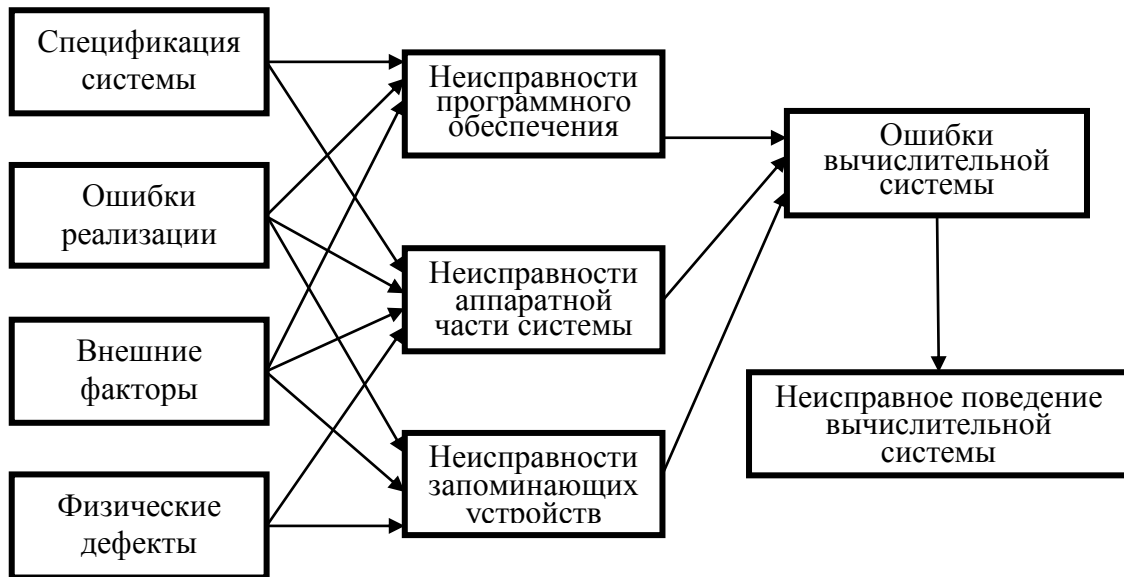 Спецификация
системы
Ошибки
реализации
Внешние
факторы
Физические
дефекты
Неисправности
программного
обеспечения
Неисправности
аппаратной
части системы
Неисправности
запоминающих
устройств
Ошибки
вычислительной
системы
Неисправное поведение
вычислительной
системы